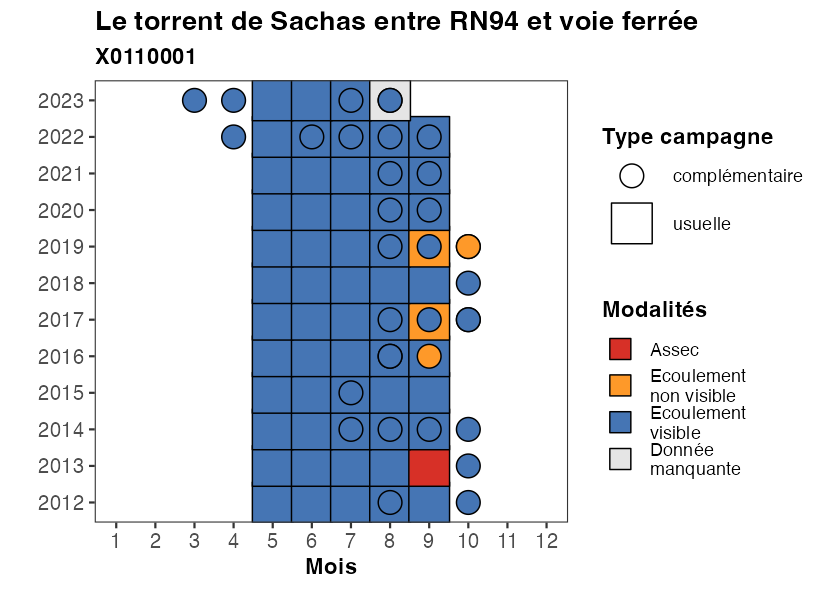 Le torrent de Sachas entre RN94 et voie ferrée
X0110001
2023
2022
2021
2020
2019
2018
2017
2016
2015
2014
2013
2012
1 2 3 4 5 6 7 8 9 10 11 12
Mois
Type campagne
complémentaire
usuelle
Modalités
Assec
Ecoulement
non visible
Ecoulement
visible
Donnée
manquante